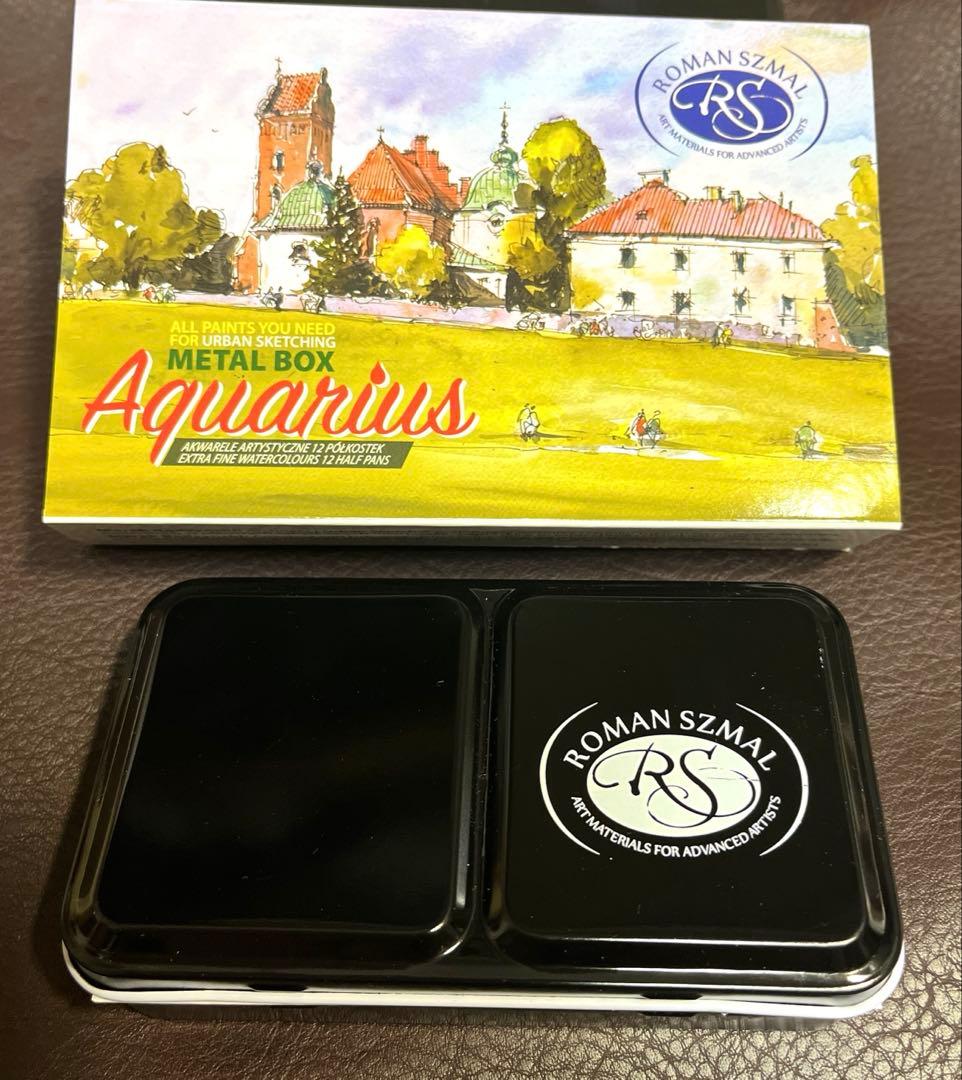 ROMAN SZMAL
RS
ART MATERIALS FOR ADVANCED ARTISTS
ALL PAINTS YOU NEED
FOR URBAN SKETCHING
METAL BOX
Aquarius
AKWARELE ARTYSTYCZNE 12 PÓŁKOSTEK
EXTRA FINE WATERCOLOURS 12 HALF PANS
ROMAN SZMAL
RS
ART MATERIALS FOR ADVANCED ARTISTS